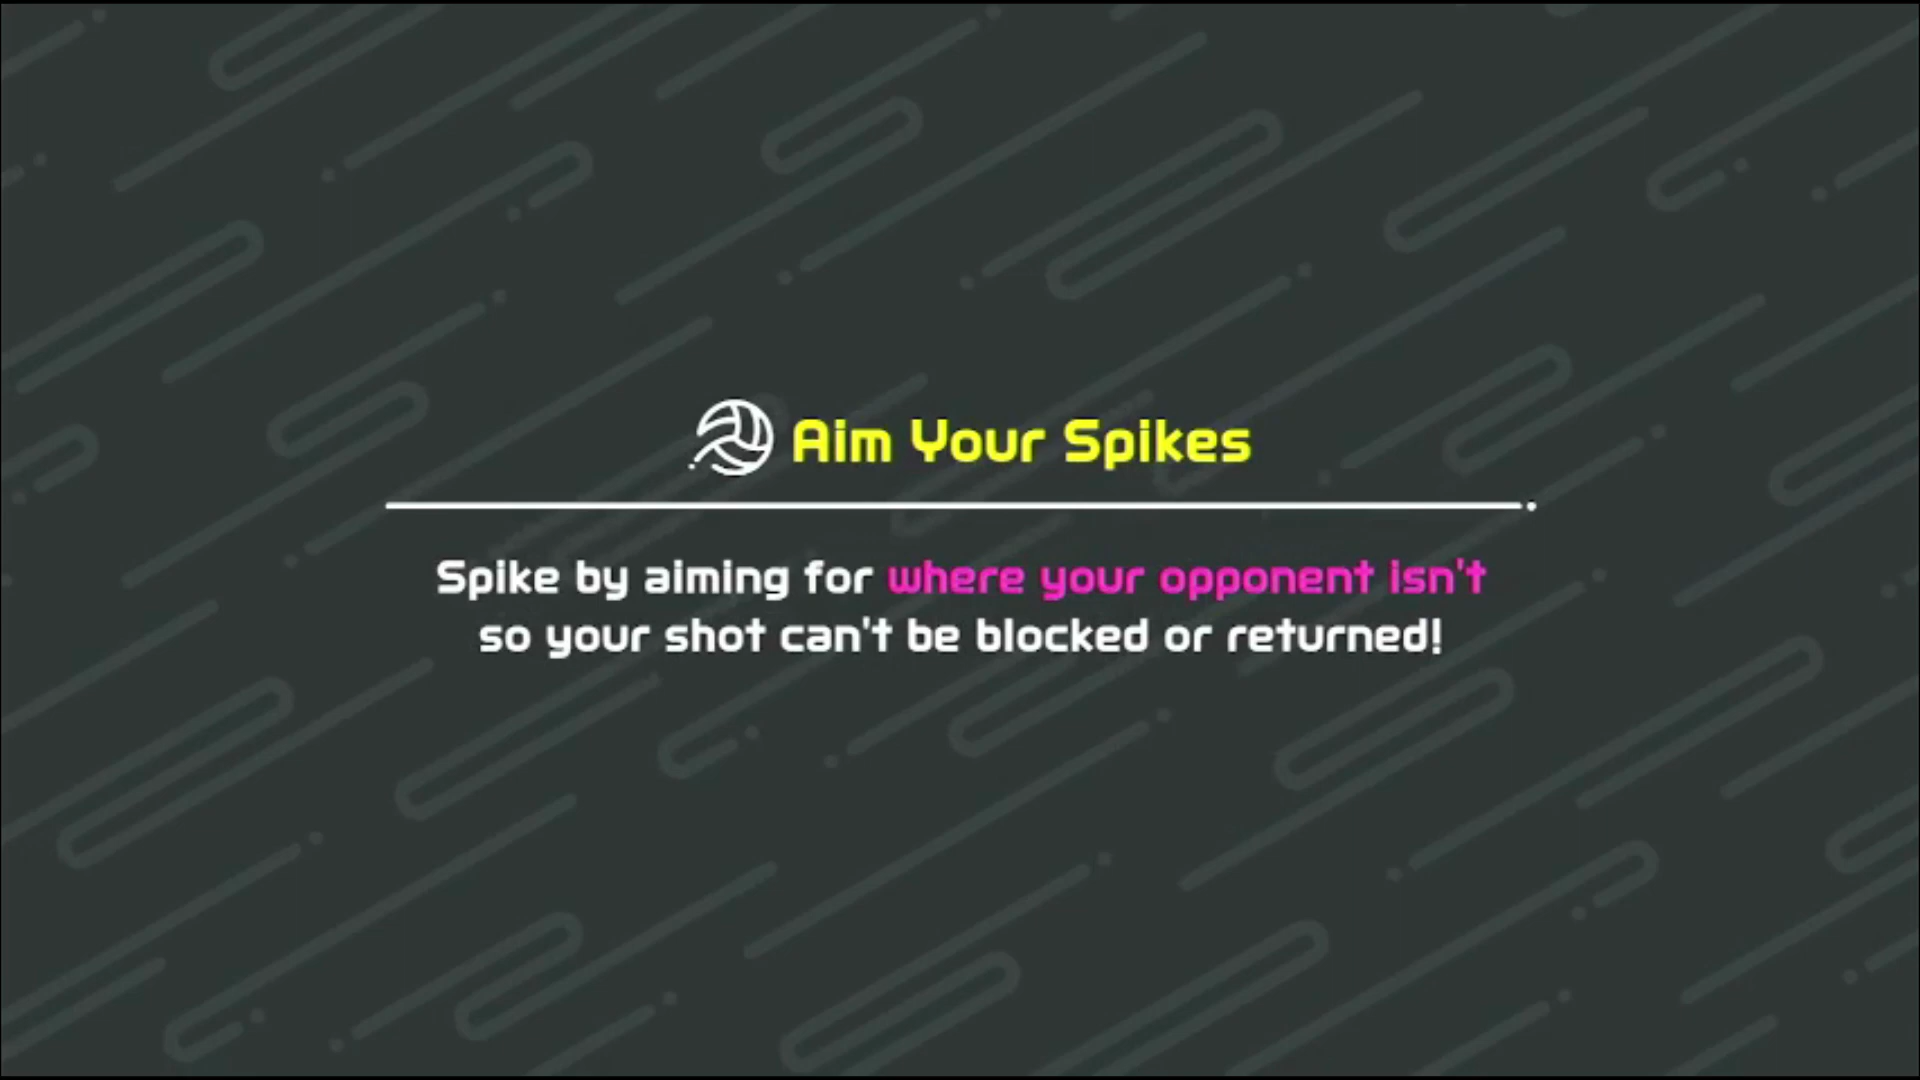 Aim Your Spikes
Spike by aiming for where your opponent isn't
so your shot can't be blocked or returned!